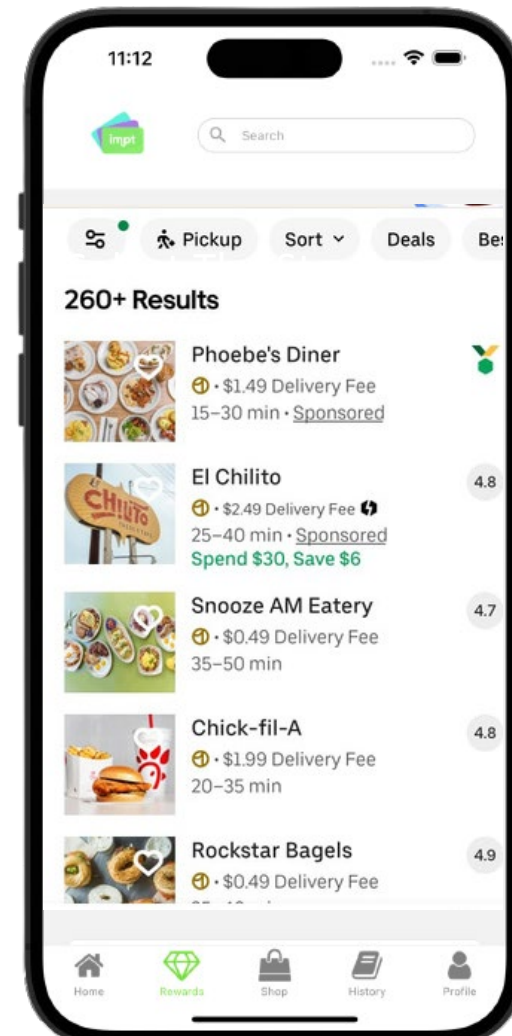 11:12
impt
Search
Pickup
Sort
Deals
260+ Results
Phoebe's Diner
• $1.49 Delivery Fee
15–30 min • Sponsored
CHILITO
El Chilito
4.8
• $2.49 Delivery Fee
25–40 min • Sponsored
Spend $30, Save $6
Snooze AM Eatery
4.7
• $0.49 Delivery Fee
35–50 min
Chick-fil-A
4.8
• $1.99 Delivery Fee
20–35 min
Rockstar Bagels
4.9
• $0.49 Delivery Fee
Home
Rewards
Shop
History
Profile